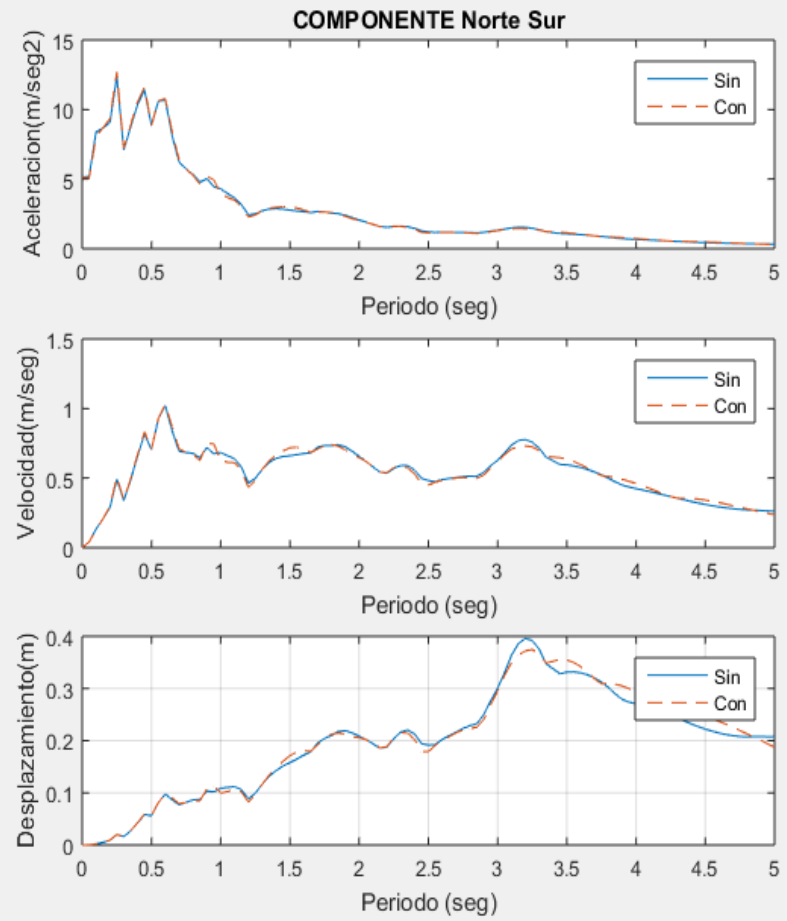 COMPONENTE Norte Sur
Aceleracion(m/seg2)
15
10
5
0
Sin
Con
0 0.5 1 1.5 2 2.5 3 3.5 4 4.5 5
Periodo (seg)
Velocidad(m/seg)
1.5
1
0.5
0
Sin
Con
0 0.5 1 1.5 2 2.5 3 3.5 4 4.5 5
Periodo (seg)
Desplazamiento(m)
0.4
0.3
0.2
0.1
0
Sin
Con
0 0.5 1 1.5 2 2.5 3 3.5 4 4.5 5
Periodo (seg)